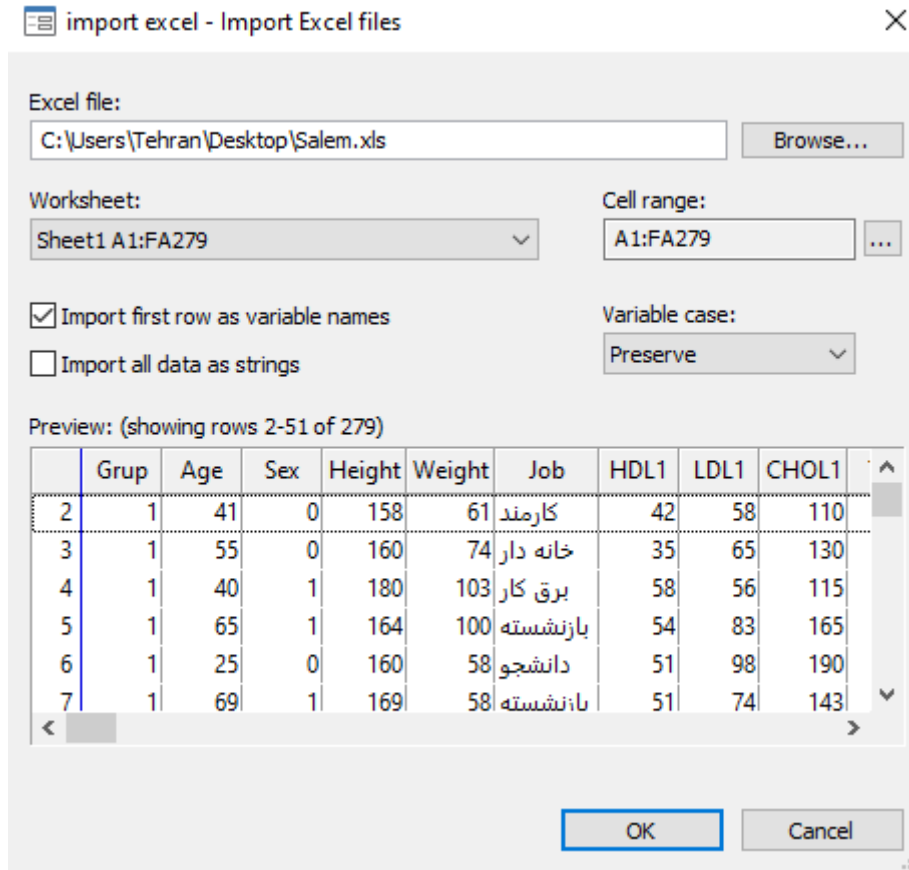 import excel - Import Excel files
Excel file:
C:\Users\Tehran\Desktop\Salem.xls Browse...
Worksheet: Cell range:
Sheet1 A1:FA279 A1:FA279 ...
Import first row as variable names Variable case:
Import all data as strings Preserve
Preview: (showing rows 2-51 of 279)
Grup Age Sex Height Weight Job HDL1 LDL1 CHOL1
2 1 41 0 158 61 کارمند 42 58 110
3 1 55 0 160 74 خانه دار 35 65 130
4 1 40 1 180 103 برق کار 58 56 115
5 1 65 1 164 100 بازنشسته 54 83 165
6 1 25 0 160 58 دانشجو 51 98 190
7 1 69 1 169 58 بازنشسته 51 74 143
OK Cancel